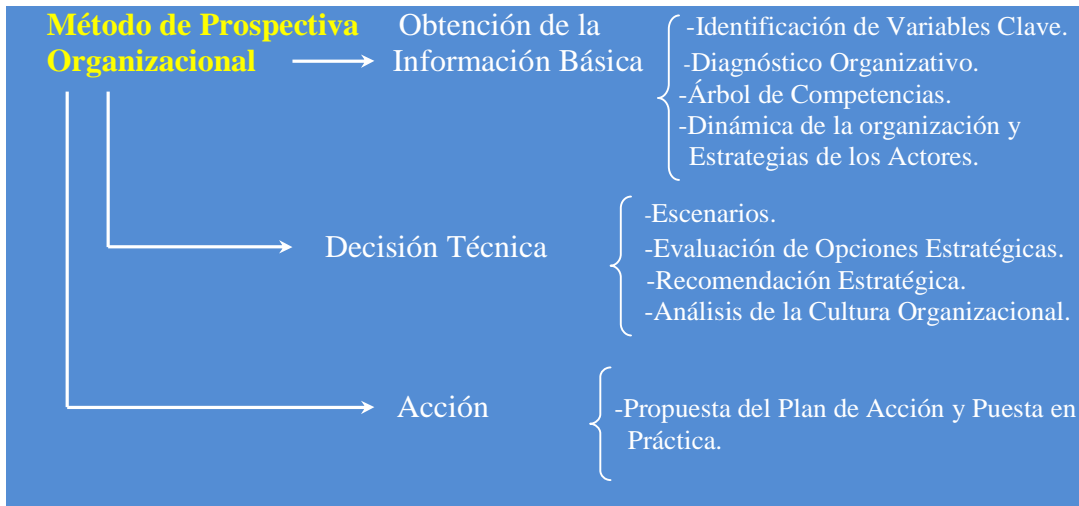 Método de Prospectiva
Organizacional
Obtención de la
Información Básica
-Identificación de Variables Clave.
-Diagnóstico Organizativo.
-Árbol de Competencias.
-Dinámica de la organización y
Estrategias de los Actores.
Decisión Técnica
-Escenarios.
-Evaluación de Opciones Estratégicas.
-Recomendación Estratégica.
-Análisis de la Cultura Organizacional.
Acción
-Propuesta del Plan de Acción y Puesta en
Práctica.